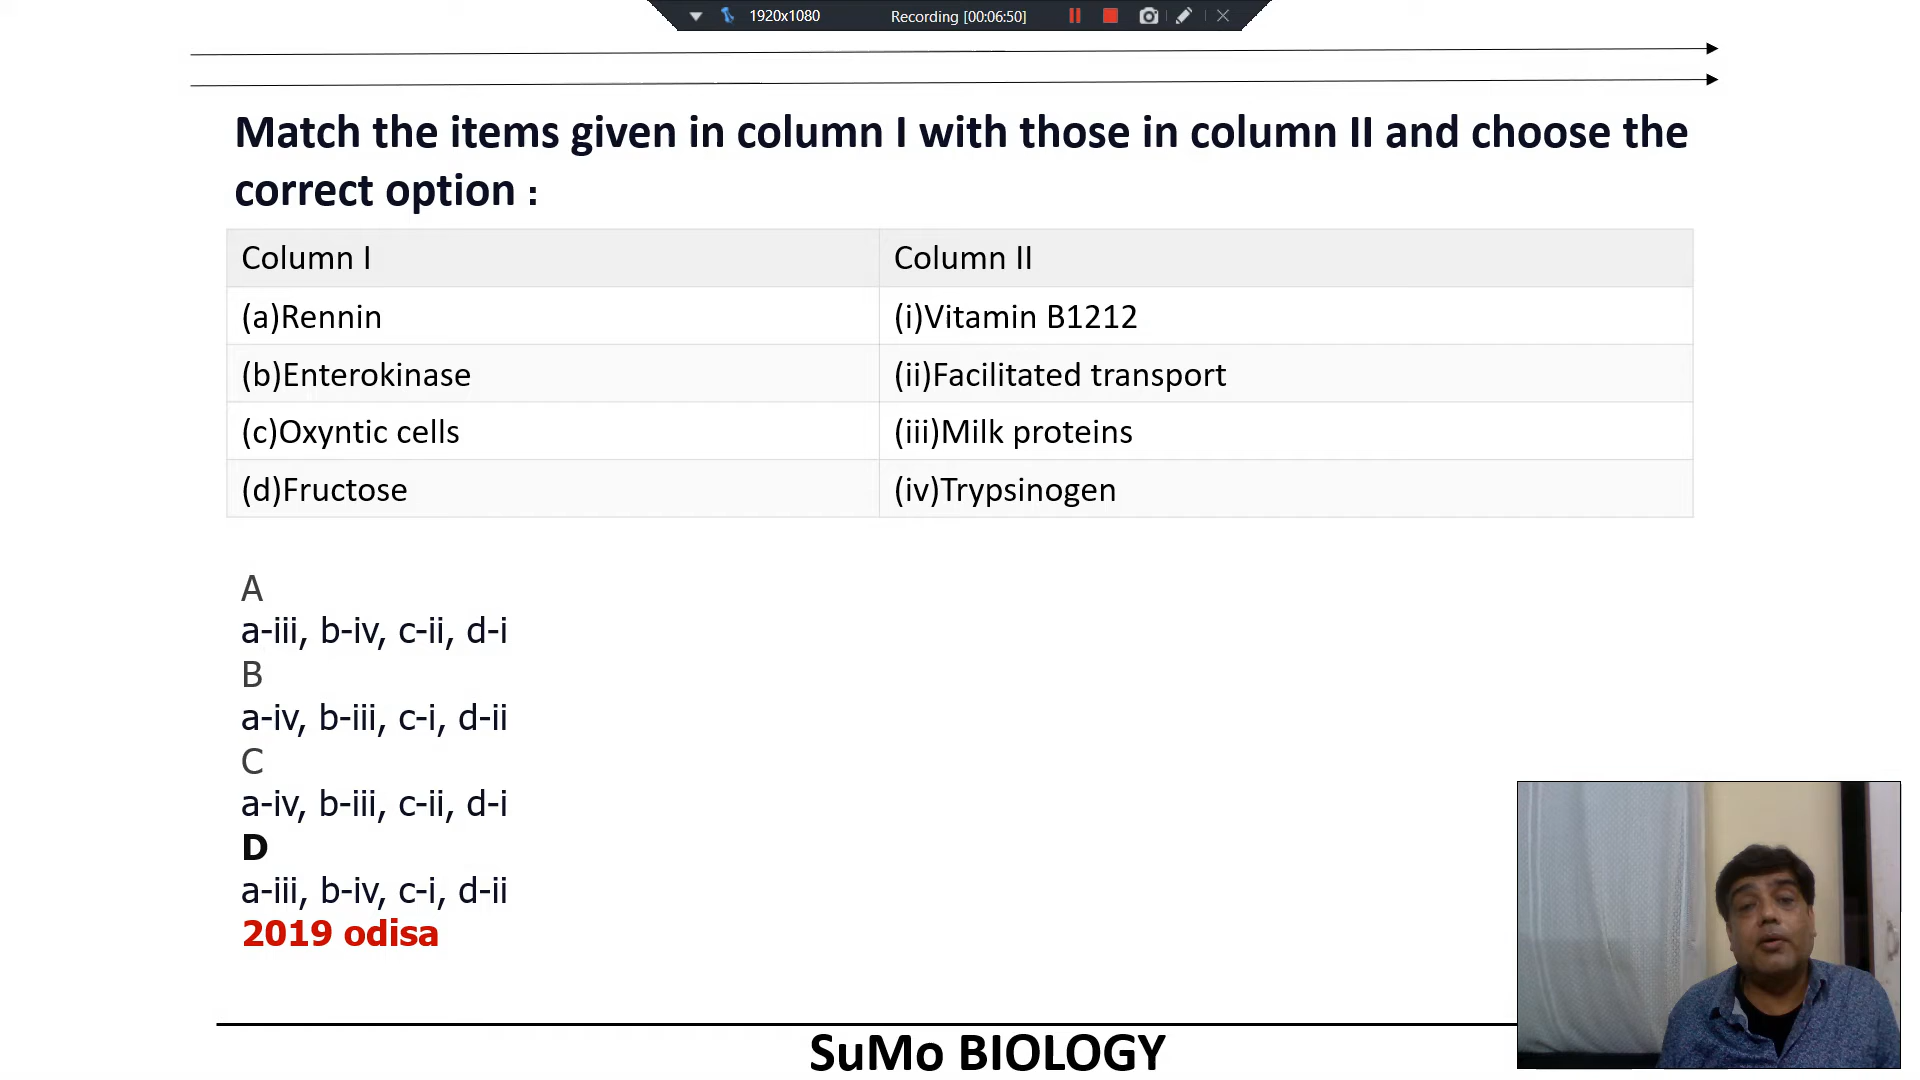 1920x1080 Recording [00:06:50]
Match the items given in column I with those in column II and choose the
correct option :
Column I Column II
(a)Rennin (i)Vitamin B1212
(b)Enterokinase (ii)Facilitated transport
(c)Oxyntic cells (iii)Milk proteins
(d)Fructose (iv)Trypsinogen
A
a-iii, b-iv, c-ii, d-i
B
a-iv, b-iii, c-i, d-ii
C
a-iv, b-iii, c-ii, d-i
D
a-iii, b-iv, c-i, d-ii
2019 odisa
SuMo BIOLOGY